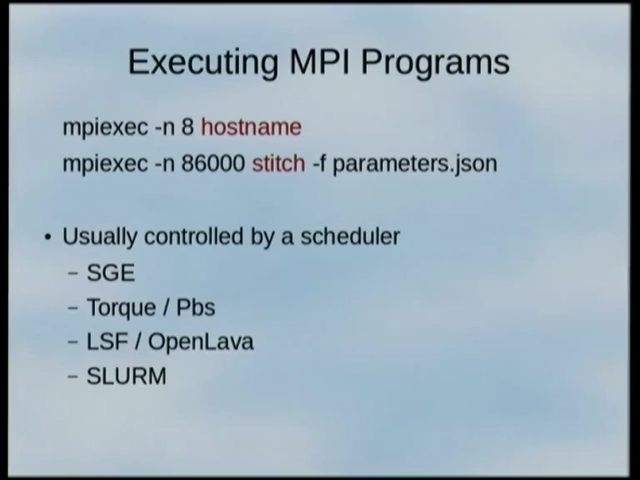 Executing MPI Programs
mpiexec -n 8 hostname
mpiexec -n 86000 stitch -f parameters.json
• Usually controlled by a scheduler
– SGE
– Torque / Pbs
– LSF / OpenLava
– SLURM